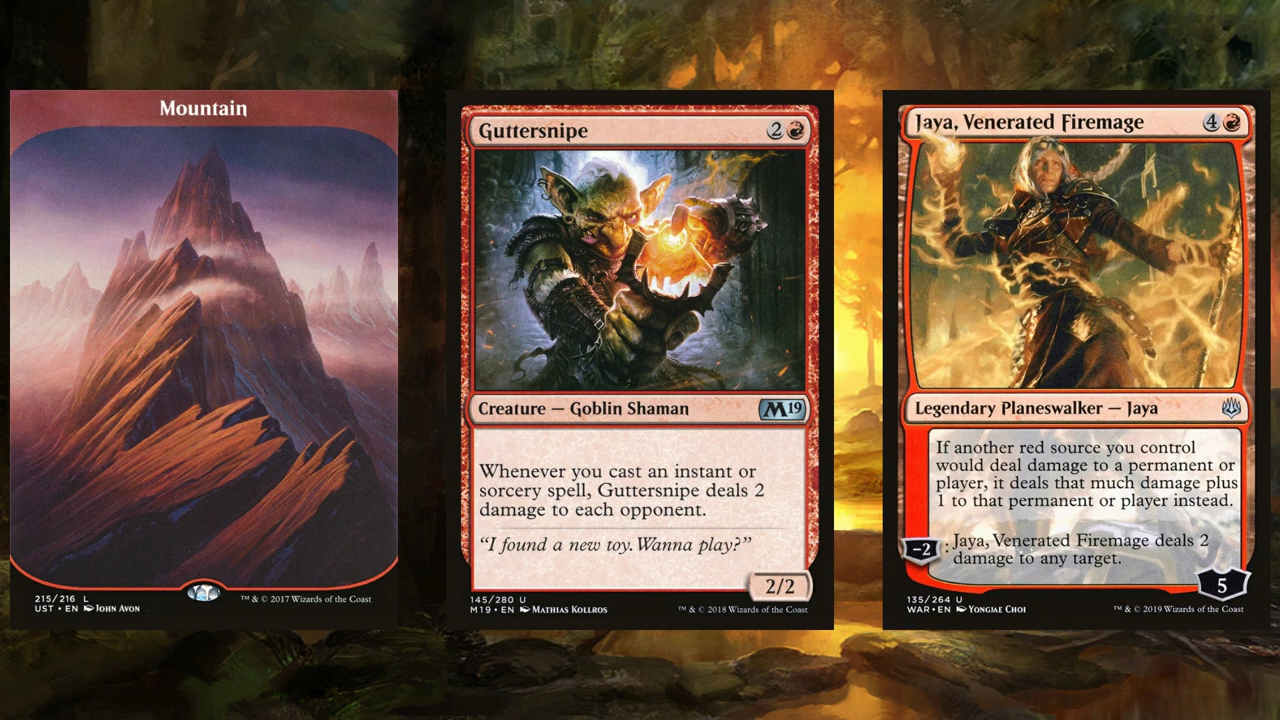 Mountain
215/216 L
UST • EN John Avon
™ & © 2017 Wizards of the Coast
Guttersnipe
2
Creature — Goblin Shaman
M19
Whenever you cast an instant or
sorcery spell, Guttersnipe deals 2
damage to each opponent.
“I found a new toy. Wanna play?”
2/2
145/280 U
M19 • EN Mathias Kollros
™ & © 2018 Wizards of the Coast
Jaya, Venerated Firemage
4
Legendary Planeswalker — Jaya
If another red source you control
would deal damage to a permanent or
player, it deals that much damage plus
1 to that permanent or player instead.
−2 : Jaya, Venerated Firemage deals 2
damage to any target.
5
135/264 U
WAR • EN Yongjae Choi
™ & © 2019 Wizards of the Coast